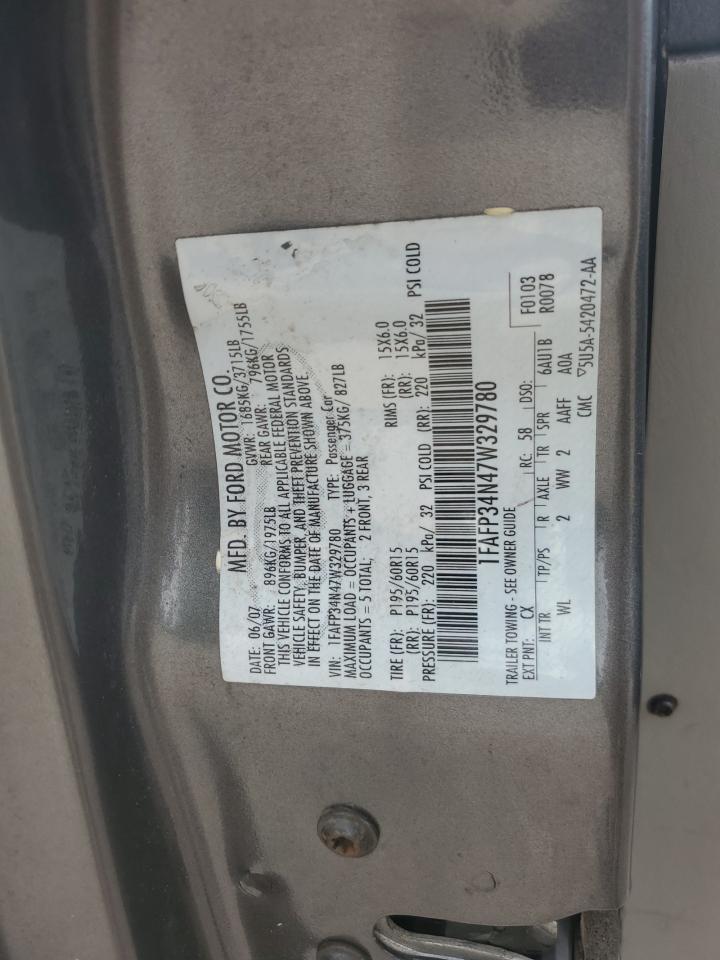 MFD. BY FORD MOTOR CO.
DATE: 06/07 GVWR: 1685KG/3715LB
FRONT GAWR: 896KG/1975LB REAR GAWR: 796KG/1755LB
THIS VEHICLE CONFORMS TO ALL APPLICABLE FEDERAL MOTOR
VEHICLE SAFETY, BUMPER, AND THEFT PREVENTION STANDARDS
IN EFFECT ON THE DATE OF MANUFACTURE SHOWN ABOVE.
VIN: 1FAFP34N47W329780 TYPE: Passenger Car
MAXIMUM LOAD = OCCUPANTS + LUGGAGE = 375KG/ 827LB
OCCUPANTS = 5 TOTAL; 2 FRONT, 3 REAR
TIRE (FR): P195/60R15 RIMS (FR): 15X6.0
(RR): P195/60R15 (RR): 15X6.0
PRESSURE (FR): 220 kPa/ 32 PSI COLD (RR): 220 kPa/ 32 PSI COLD
1FAFP34N47W329780
TRAILER TOWING - SEE OWNER GUIDE F0103
EXT PNT: CX RC: 58 DSO: R0078
INT TR TP/PS R AXLE TR SPR 6AU1B
WL 2 WW 2 AAFF A0A
CMC ▽5U5A-5420472-AA